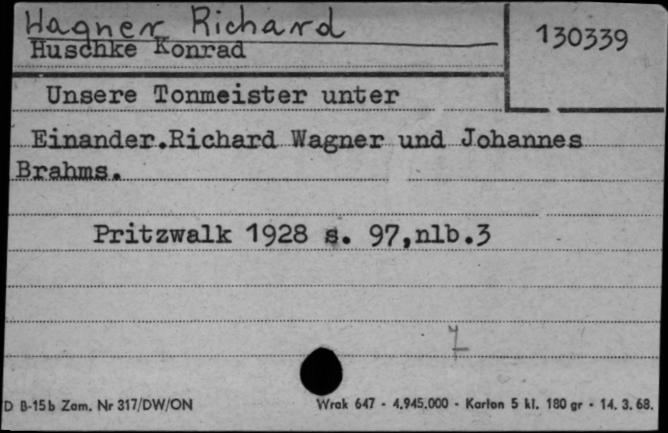 Wagner Richard
130339
Huschke Konrad
Unsere Tonmeister unter
Einander.Richard Wagner und Johannes
Brahms.
Pritzwalk 1928 s. 97,nlb.3
7
D B-15b Zam. Nr 317/DW/ON
Wrak 647 - 4.945.000 - Karton 5 kl. 180 gr - 14. 3. 68.